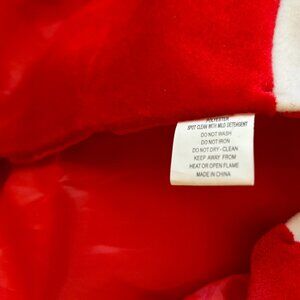 POLYESTER
SPOT CLEAN WITH MILD DETERGENT
DO NOT WASH
DO NOT IRON
DO NOT DRY - CLEAN
KEEP AWAY FROM
HEAT OR OPEN FLAME
MADE IN CHINA